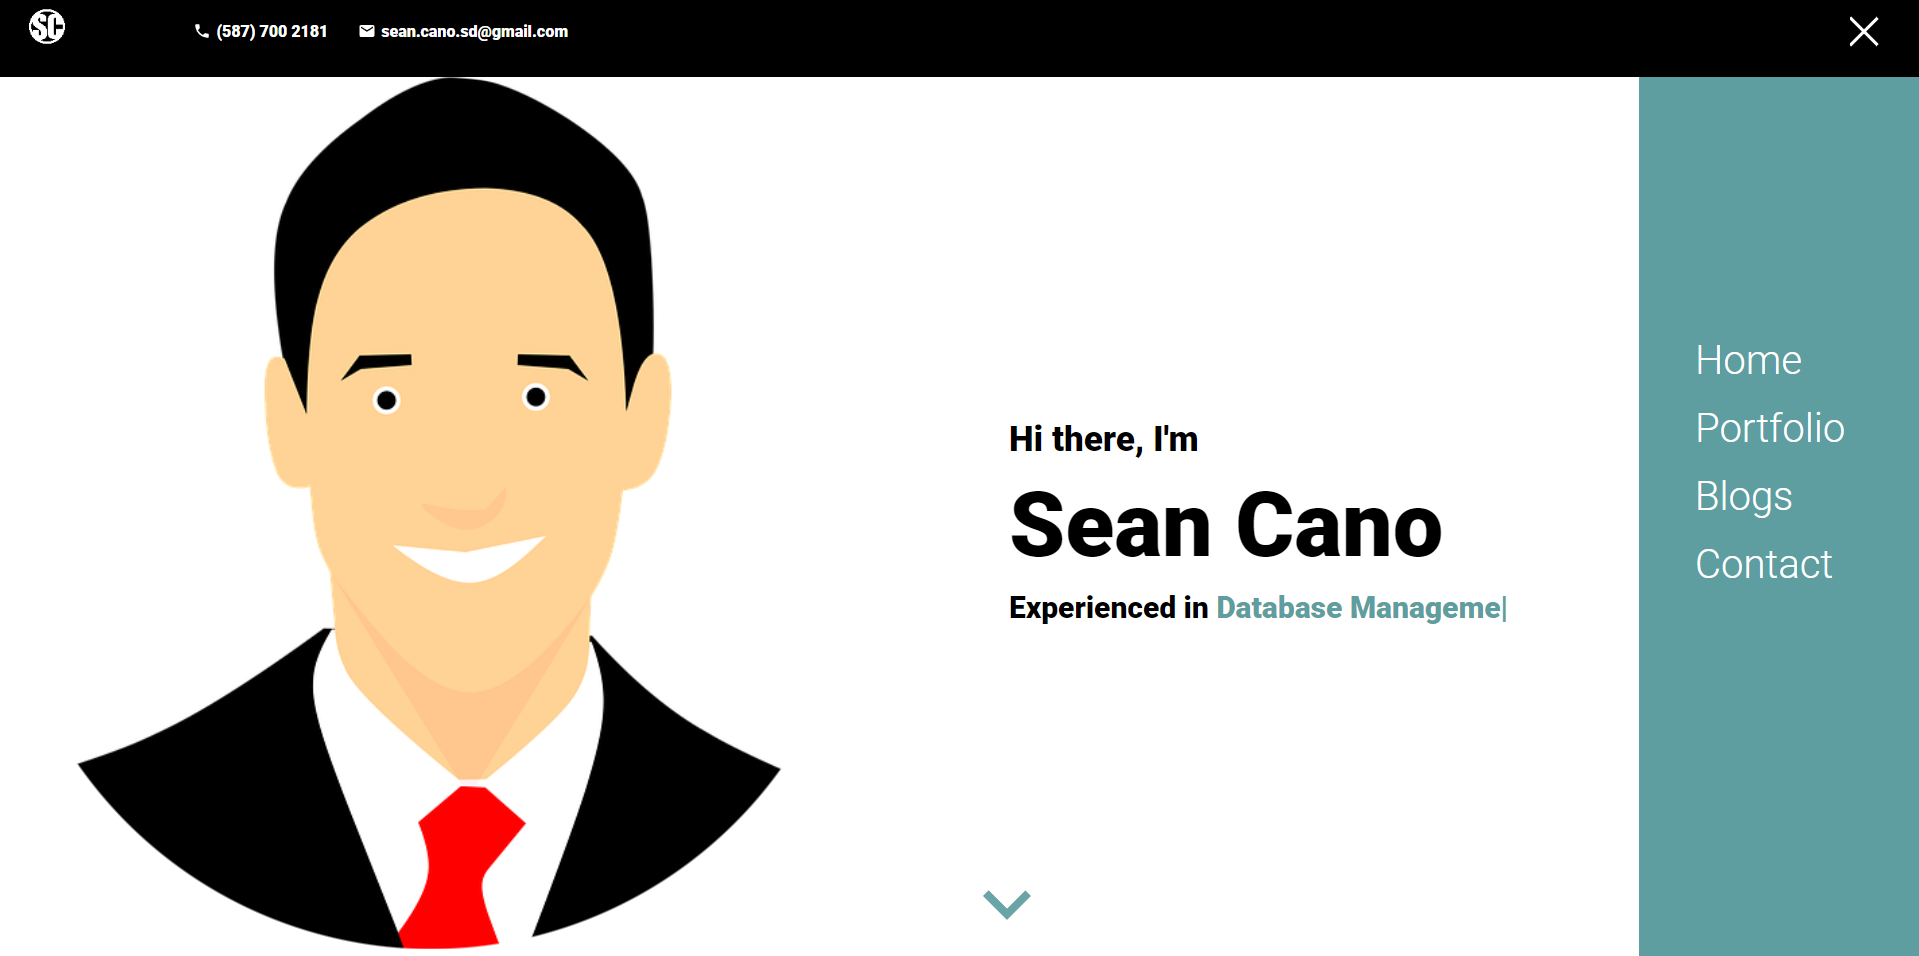 SC
(587) 700 2181
sean.cano.sd@gmail.com
Hi there, I'm
Sean Cano
Experienced in Database Manageme|
Home
Portfolio
Blogs
Contact